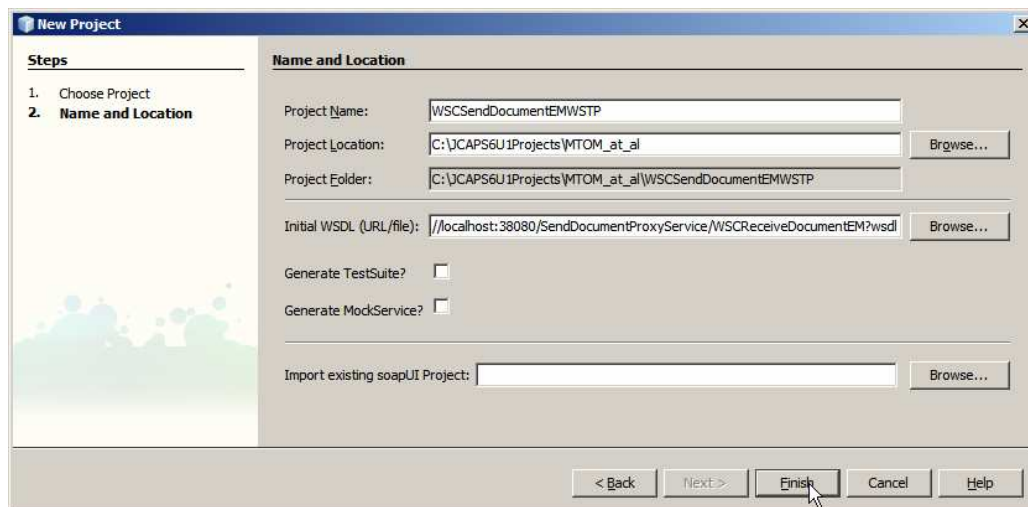 New Project
Steps
1. Choose Project
2. Name and Location
Name and Location
Project Name: WSCSendDocumentEMWSTP
Project Location: C:\JCAPS6U1Projects\MTOM_at_al Browse...
Project Folder: C:\JCAPS6U1Projects\MTOM_at_al\WSCSendDocumentEMWSTP
Initial WSDL (URL/file): //localhost:38080/SendDocumentProxyService/WSCReceiveDocumentEM?wsdl Browse...
Generate TestSuite?
Generate MockService?
Import existing soapUI Project: Browse...
< Back Next > Finish Cancel Help